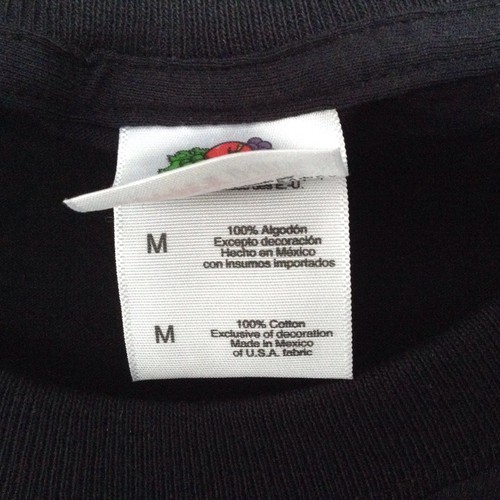 M
100% Algodón
Excepto decoración
Hecho en México
con insumos importados
M
100% Cotton
Exclusive of decoration
Made in Mexico
of U.S.A. fabric